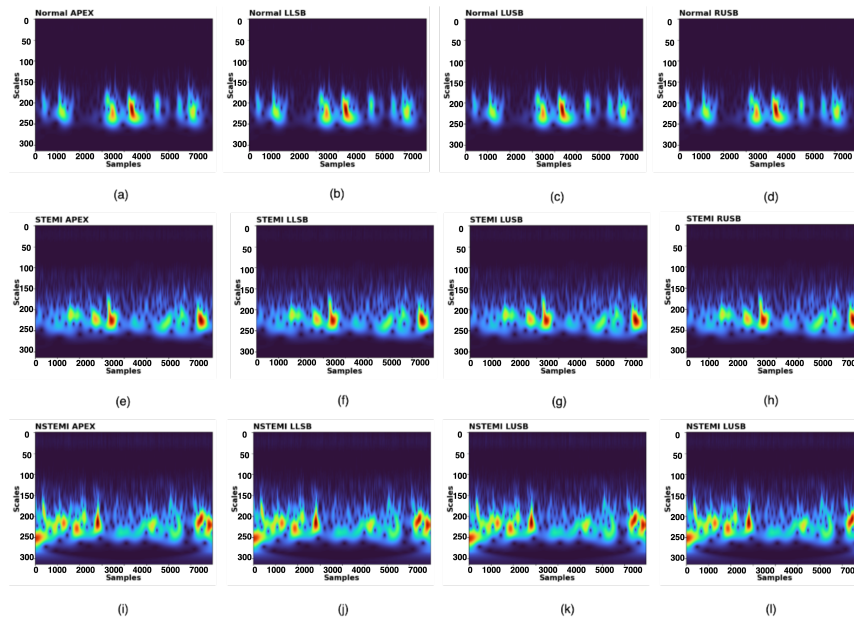 Normal APEX
Normal LLSB
Normal LUSB
Normal RUSB
0
50
100
150
200
250
300
Scales
0 1000 2000 3000 4000 5000 6000 7000
Samples
0
50
100
150
200
250
300
Scales
0 1000 2000 3000 4000 5000 6000 7000
Samples
0
50
100
150
200
250
300
Scales
0 1000 2000 3000 4000 5000 6000 7000
Samples
0
50
100
150
200
250
300
Scales
0 1000 2000 3000 4000 5000 6000 7000
Samples
(a)
(b)
(c)
(d)
STEMI APEX
STEMI LLSB
STEMI LUSB
STEMI RUSB
0
50
100
150
200
250
300
Scales
0 1000 2000 3000 4000 5000 6000 7000
Samples
0
50
100
150
200
250
300
Scales
0 1000 2000 3000 4000 5000 6000 7000
Samples
0
50
100
150
200
250
300
Scales
0 1000 2000 3000 4000 5000 6000 7000
Samples
0
50
100
150
200
250
300
Scales
0 1000 2000 3000 4000 5000 6000 7000
Samples
(e)
(f)
(g)
(h)
NSTEMI APEX
NSTEMI LLSB
NSTEMI LUSB
NSTEMI LUSB
0
50
100
150
200
250
300
Scales
0 1000 2000 3000 4000 5000 6000 7000
Samples
0
50
100
150
200
250
300
Scales
0 1000 2000 3000 4000 5000 6000 7000
Samples
0
50
100
150
200
250
300
Scales
0 1000 2000 3000 4000 5000 6000 7000
Samples
0
50
100
150
200
250
300
Scales
0 1000 2000 3000 4000 5000 6000 7000
Samples
(i)
(j)
(k)
(l)